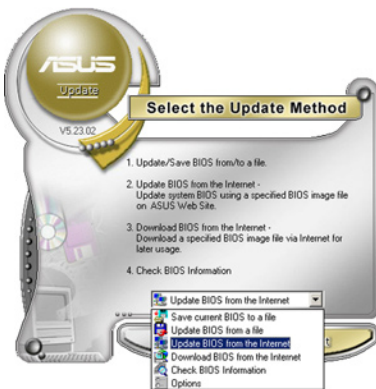 ASUS
Update
V5.23.02
Select the Update Method
1. Update/Save BIOS from/to a file.
2. Update BIOS from the Internet -
Update system BIOS using a specified BIOS image file
on ASUS Web Site.
3. Download BIOS from the Internet -
Download a specified BIOS image file via Internet for
later usage.
4. Check BIOS Information
Update BIOS from the Internet
Save current BIOS to a file
Update BIOS from a file
Update BIOS from the Internet
Download BIOS from the Internet
Check BIOS Information
Options